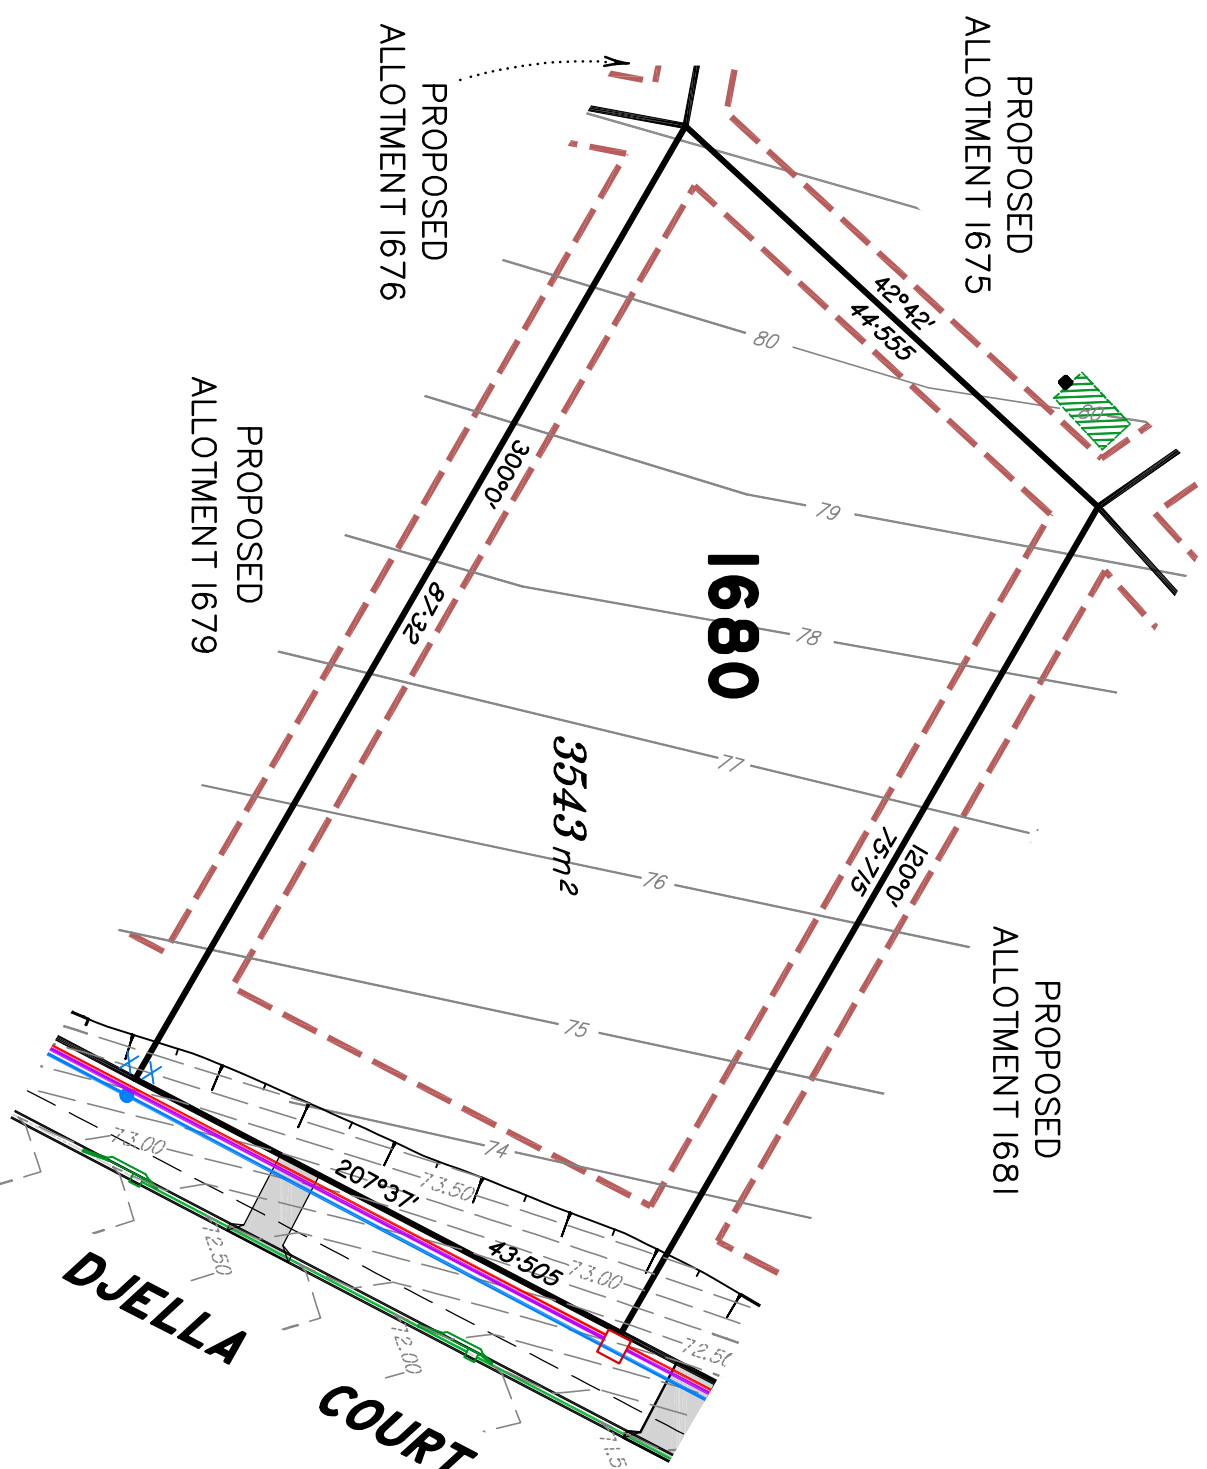 PROPOSED
ALLOTMENT 1675
PROPOSED
ALLOTMENT 1676
42°42'
44·555
80
80
79
300°0'
87·32
1680
78
PROPOSED
ALLOTMENT 1679
77
3543 m²
76
120°0'
75·715
PROPOSED
ALLOTMENT 1681
75
74
73.00
73.50
207°37'
43·505
73.00
72.50
72.50
72.00
DJELLA
COURT